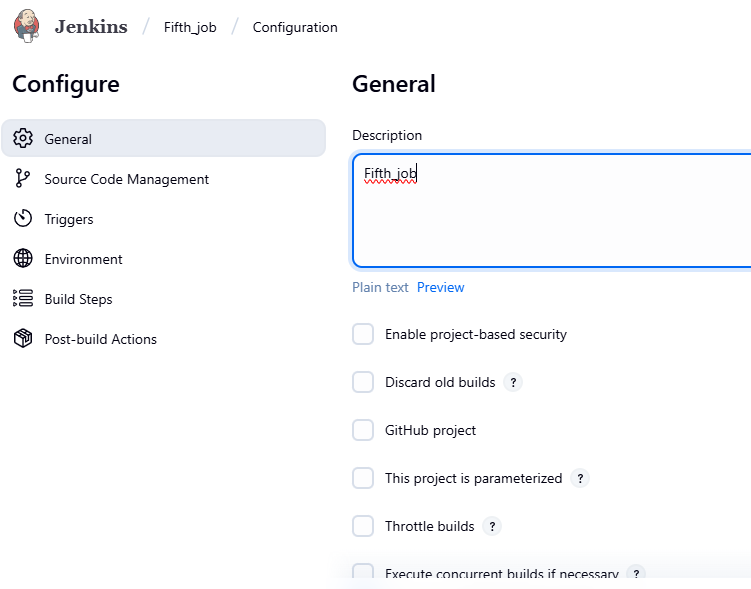 Jenkins / Fifth_job / Configuration
Configure
General
Source Code Management
Triggers
Environment
Build Steps
Post-build Actions
General
Description
Fifth_job
Plain text Preview
Enable project-based security
Discard old builds ?
GitHub project
This project is parameterized ?
Throttle builds ?
Execute concurrent builds if necessary ?